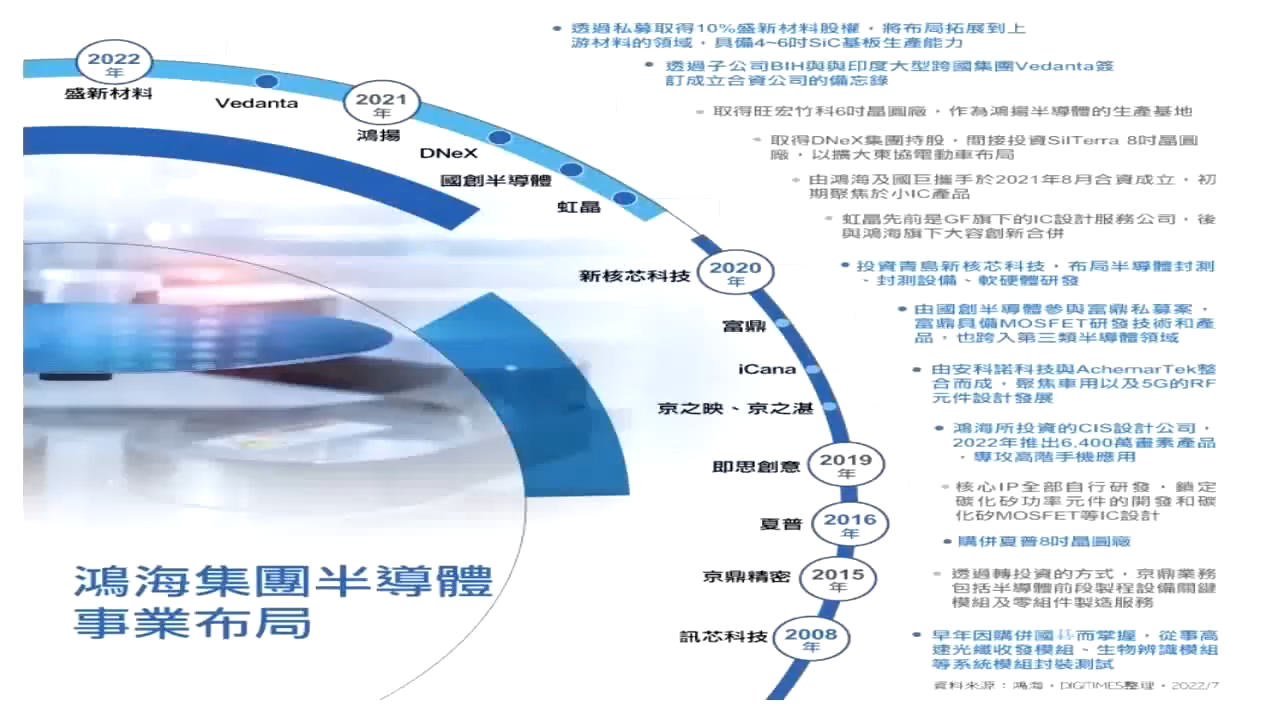 透過私募取得10%盛新材料股權，將布局拓展到上
游材料的領域，具備4~6吋SiC基板生產能力
透過子公司BIH與與印度大型跨國集團Vedanta簽
訂成立合資公司的備忘錄
取得旺宏竹科6吋晶圓廠，作為鴻揚半導體的生產基地
取得DNeX集團持股，間接投資SilTerra 8吋晶圓
廠，以擴大東協電動車布局
由鴻海及國巨攜手於2021年8月合資成立，初
期聚焦於小IC產品
虹晶先前是GF旗下的IC設計服務公司，後
與鴻海旗下大容創新合併
投資青島新核芯科技，布局半導體封測
、封測設備、軟硬體研發
由國創半導體參與富鼎私募案，
富鼎具備MOSFET研發技術和產
品，也跨入第三類半導體領域
由安科諾科技與AchernarTek整
合而成，聚焦車用以及5G的RF
元件設計發展
鴻海所投資的CIS設計公司，
2022年推出6,400萬畫素產品
，專攻高階手機應用
核心IP全部自行研發，鎖定
碳化矽功率元件的開發和碳
化矽MOSFET等IC設計
購併夏普8吋晶圓廠
透過轉投資的方式，京鼎業務
包括半導體前段製程設備關鍵
模組及零組件製造服務
早年因購併國 而掌握，從事高
速光纖收發模組、生物辨識模組
等系統模組封裝測試
2022
年
盛新材料
Vedanta
2021
年
鴻揚
DNeX
國創半導體
虹晶
2020
年
新核芯科技
富鼎
iCana
京之映、京之湛
2019
年
即思創意
2016
年
夏普
2015
年
京鼎精密
2008
年
訊芯科技
鴻海集團半導體
事業布局
資料來源：鴻海，DIGITIMES整理，2022/7